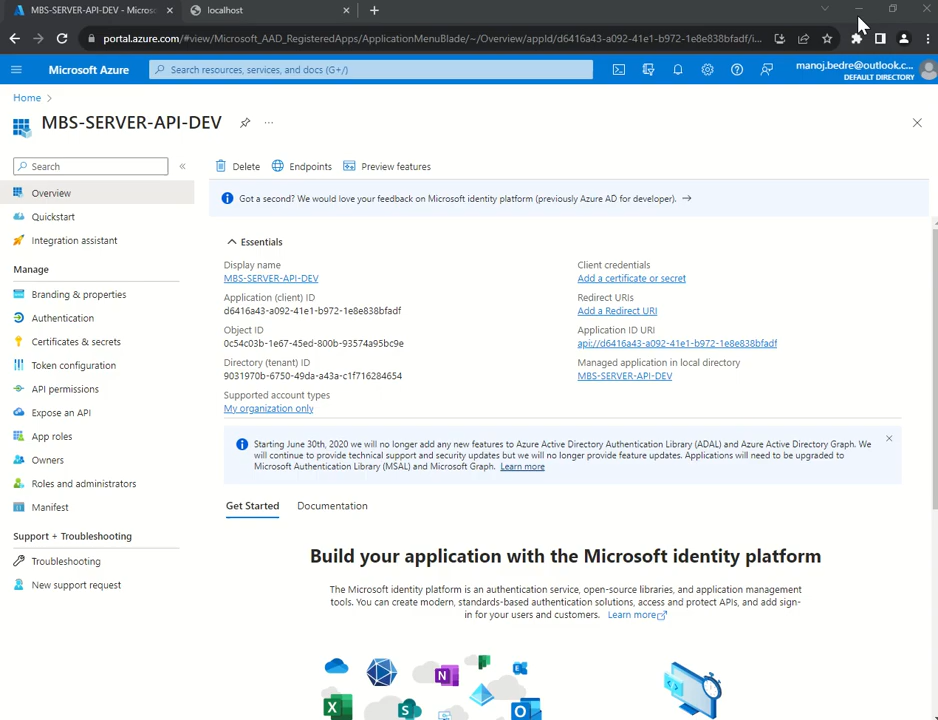 MBS-SERVER-API-DEV - Micros
localhost
portal.azure.com/#view/Microsoft_AAD_RegisteredApps/ApplicationMenuBlade/~/Overview/appId/d6416a43-a092-41e1-b972-1e8e838bfadf/i...
Microsoft Azure
Search resources, services, and docs (G+/)
manoj.bedre@outlook.c...
DEFAULT DIRECTORY
Home
MBS-SERVER-API-DEV
Search
«
Delete
Endpoints
Preview features
Overview
Quickstart
Integration assistant
Manage
Branding & properties
Authentication
Certificates & secrets
Token configuration
API permissions
Expose an API
App roles
Owners
Roles and administrators
Manifest
Support + Troubleshooting
Troubleshooting
New support request
Got a second? We would love your feedback on Microsoft identity platform (previously Azure AD for developer). →
Essentials
Display name
MBS-SERVER-API-DEV
Application (client) ID
d6416a43-a092-41e1-b972-1e8e838bfadf
Object ID
0c54c03b-1e67-45ed-800b-93574a95bc9e
Directory (tenant) ID
9031970b-6750-49da-a43a-c1f716284654
Supported account types
My organization only
Client credentials
Add a certificate or secret
Redirect URIs
Add a Redirect URI
Application ID URI
api://d6416a43-a092-41e1-b972-1e8e838bfadf
Managed application in local directory
MBS-SERVER-API-DEV
Starting June 30th, 2020 we will no longer add any new features to Azure Active Directory Authentication Library (ADAL) and Azure Active Directory Graph. We
will continue to provide technical support and security updates but we will no longer provide feature updates. Applications will need to be upgraded to
Microsoft Authentication Library (MSAL) and Microsoft Graph. Learn more
Get Started
Documentation
Build your application with the Microsoft identity platform
The Microsoft identity platform is an authentication service, open-source libraries, and application management
tools. You can create modern, standards-based authentication solutions, access and protect APIs, and add sign-
in for your users and customers. Learn more